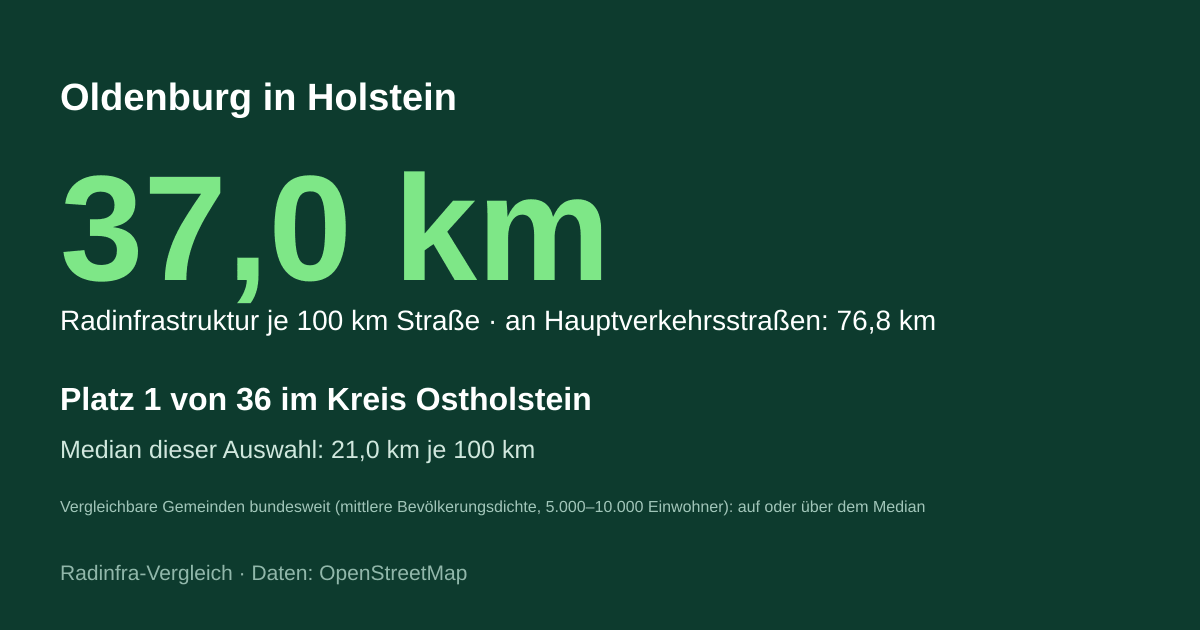 Oldenburg in Holstein
37,0 km
Radinfrastruktur je 100 km Straße · an Hauptverkehrsstraßen: 76,8 km
Platz 1 von 36 im Kreis Ostholstein
Median dieser Auswahl: 21,0 km je 100 km
Vergleichbare Gemeinden bundesweit (mittlere Bevölkerungsdichte, 5.000–10.000 Einwohner): auf oder über dem Median
Radinfra-Vergleich · Daten: OpenStreetMap